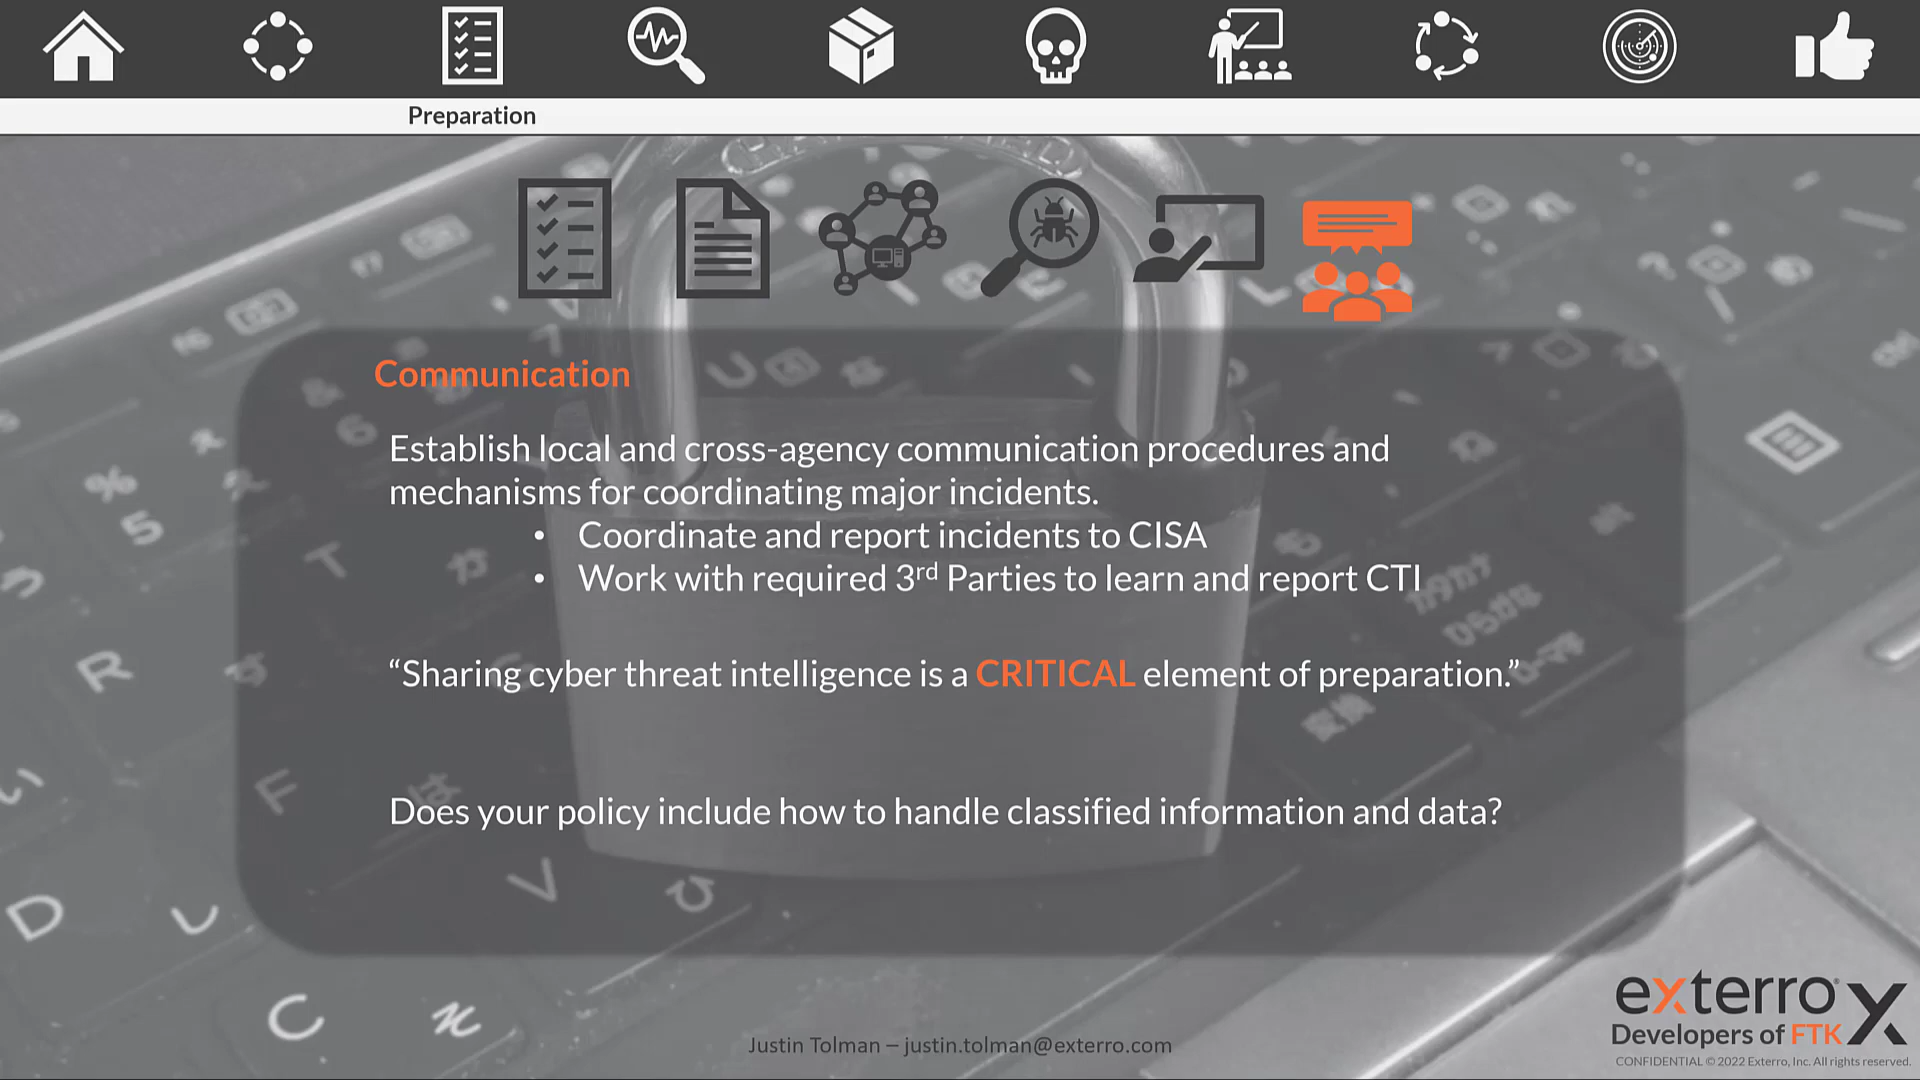 Preparation
Communication
Establish local and cross-agency communication procedures and
mechanisms for coordinating major incidents.
• Coordinate and report incidents to CISA
• Work with required 3rd Parties to learn and report CTI
“Sharing cyber threat intelligence is a CRITICAL element of preparation.”
Does your policy include how to handle classified information and data?
exterro®
Developers of FTK
Justin Tolman – justin.tolman@exterro.com
CONFIDENTIAL © 2022 Exterro, Inc. All rights reserved.